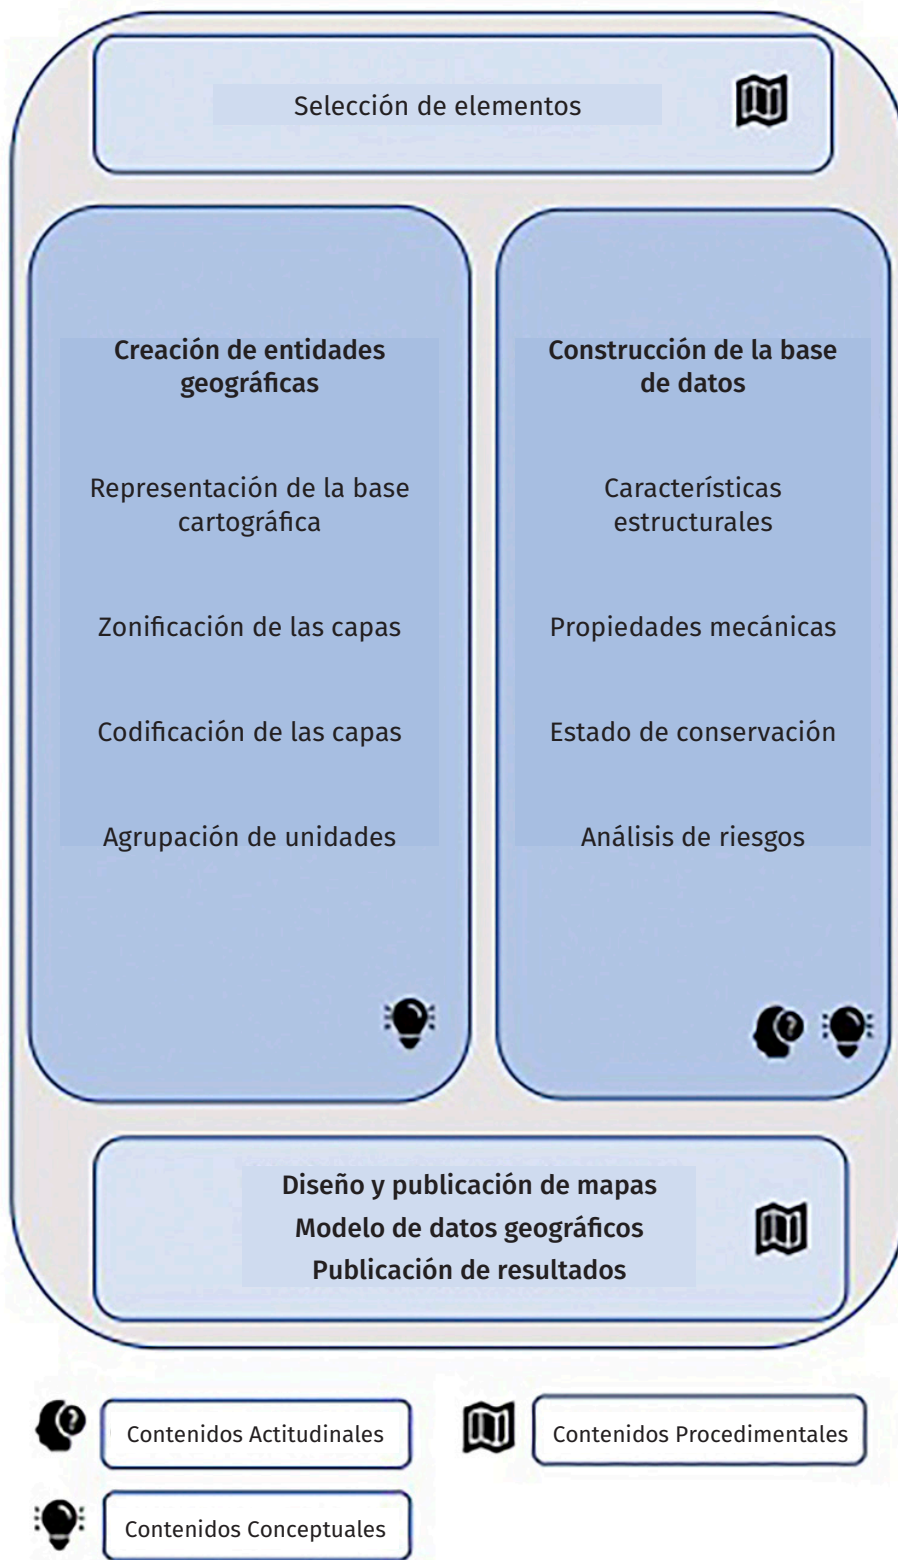 Selección de elementos
Creación de entidades
geográficas
Representación de la base
cartográfica
Zonificación de las capas
Codificación de las capas
Agrupación de unidades
Construcción de la base
de datos
Características
estructurales
Propiedades mecánicas
Estado de conservación
Análisis de riesgos
?
Diseño y publicación de mapas
Modelo de datos geográficos
Publicación de resultados
?
Contenidos Actitudinales
Contenidos Procedimentales
Contenidos Conceptuales